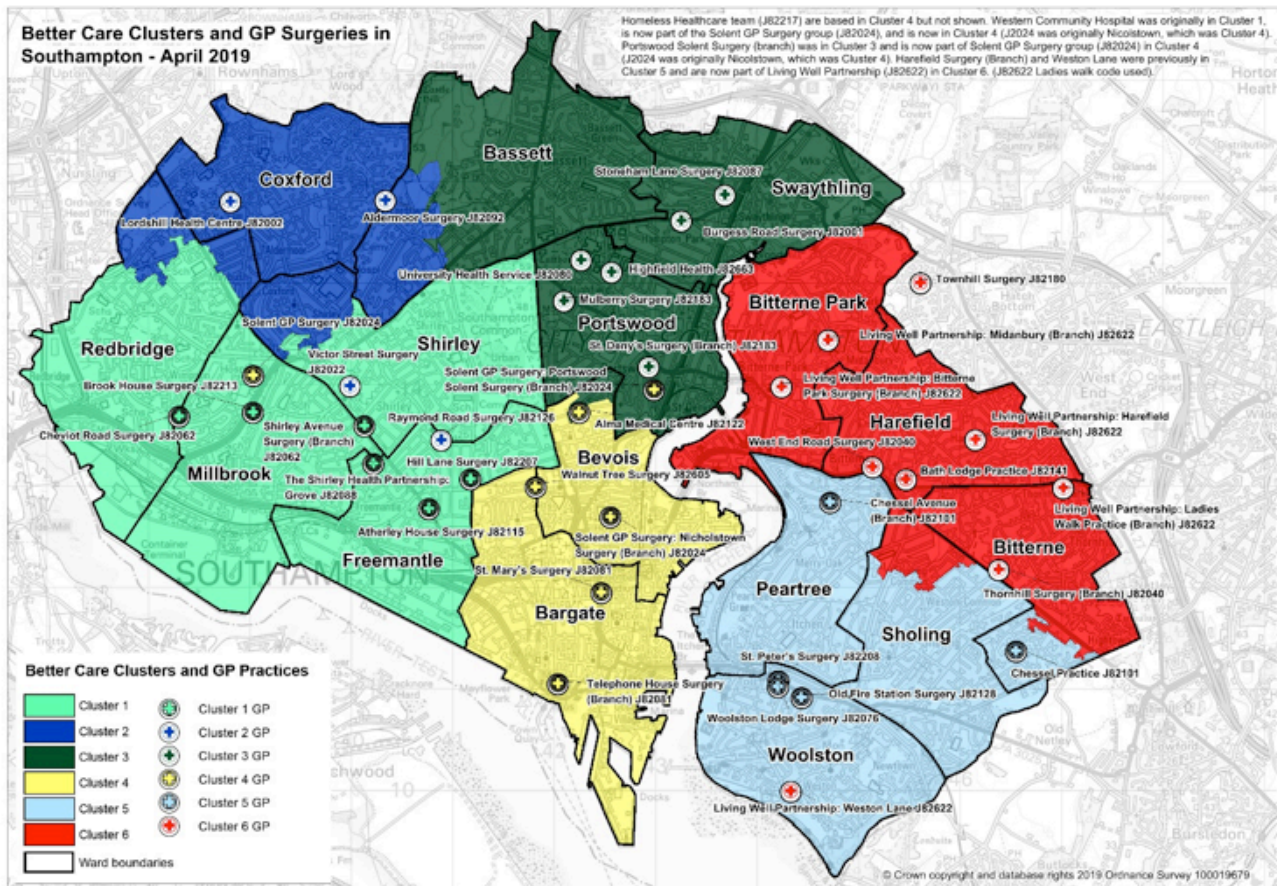 Better Care Clusters and GP Surgeries in
Southampton - April 2019
Homeless Healthcare team (J82217) are based in Cluster 4 but not shown. Western Community Hospital was originally in Cluster 1,
is now part of the Solent GP Surgery group (J82024), and is now in Cluster 4 (J2024 was originally Nicolstown, which was Cluster 4).
Portswood Solent Surgery (branch) was in Cluster 3 and is now part of Solent GP Surgery group (J82024) in Cluster 4
(J2024 was originally Nicolstown, which was Cluster 4). Harefield Surgery (Branch) and Weston Lane were previously in
Cluster 5 and are now part of Living Well Partnership (J82622) in Cluster 6. (J82622 Ladies walk code used).
Rownhams
Nursling
Horton
Heath
Bassett
Coxford
Stoneham Lane Surgery J82087
Swaythling
Lordshill Health Centre J82002
Aldermoor Surgery J82092
Burgess Road Surgery J82001
University Health Service J82080
Highfield Health J82663
Townhill Surgery J82180
Moorgreen
Mulberry Surgery J82183
Bitterne Park
Solent GP Surgery J82024
Portswood
Living Well Partnership: Midanbury (Branch) J82622
EASTLEIGH
Redbridge
Shirley
St. Deny's Surgery (Branch) J82183
Victor Street Surgery
J82022
Brook House Surgery J82213
Solent GP Surgery: Portswood
Solent Surgery (Branch) J82024
Living Well Partnership: Bitterne
Park Surgery (Branch) J82622
Raymond Road Surgery J82126
Alma Medical Centre J82122
Harefield
Living Well Partnership: Harefield
Surgery (Branch) J82622
Cheviot Road Surgery J82062
Shirley Avenue
Surgery (Branch)
J82062
West End Road Surgery J82040
Millbrook
Hill Lane Surgery J82207
Bevois
Walnut Tree Surgery J82605
Bath Lodge Practice J82141
The Shirley Health Partnership:
Grove J82088
Chessel Avenue
(Branch) J82101
Living Well Partnership: Ladies
Walk Practice (Branch) J82622
Atherley House Surgery J82115
Solent GP Surgery: Nicholstown
Surgery (Branch) J82024
Bitterne
Freemantle
SOUTHAMPTON
St. Mary's Surgery J82081
Peartree
Thornhill Surgery (Branch) J82040
Bargate
Sholing
St. Peter's Surgery J82208
Chessel Practice J82101
Telephone House Surgery
(Branch) J82081
Old Fire Station Surgery J82128
Woolston Lodge Surgery J82076
Woolston
Living Well Partnership: Weston Lane J82622
Bursledon
Better Care Clusters and GP Practices
Cluster 1
Cluster 1 GP
Cluster 2
Cluster 2 GP
Cluster 3
Cluster 3 GP
Cluster 4
Cluster 4 GP
Cluster 5
Cluster 5 GP
Cluster 6
Cluster 6 GP
Ward boundaries
© Crown copyright and database rights 2019 Ordnance Survey 100019679